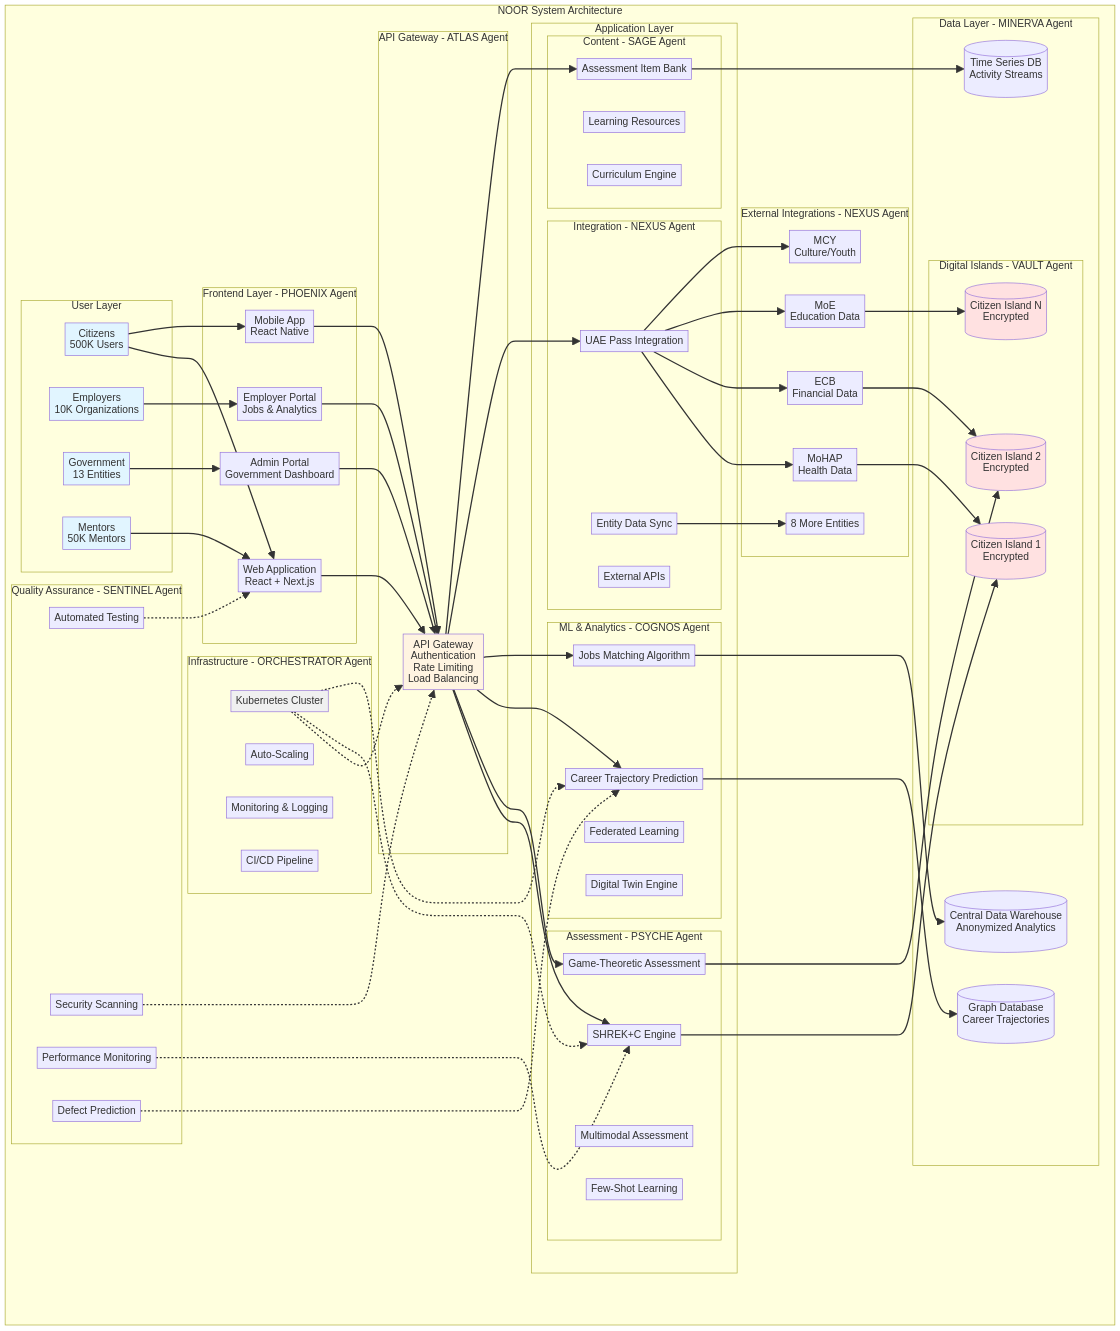 NOOR System Architecture
User Layer
Citizens
500K Users
Employers
10K Organizations
Government
13 Entities
Mentors
50K Mentors
Quality Assurance - SENTINEL Agent
Automated Testing
Security Scanning
Performance Monitoring
Defect Prediction
Frontend Layer - PHOENIX Agent
Mobile App
React Native
Employer Portal
Jobs & Analytics
Admin Portal
Government Dashboard
Web Application
React + Next.js
Infrastructure - ORCHESTRATOR Agent
Kubernetes Cluster
Auto-Scaling
Monitoring & Logging
CI/CD Pipeline
API Gateway - ATLAS Agent
API Gateway
Authentication
Rate Limiting
Load Balancing
Application Layer
Content - SAGE Agent
Assessment Item Bank
Learning Resources
Curriculum Engine
Integration - NEXUS Agent
UAE Pass Integration
Entity Data Sync
External APIs
ML & Analytics - COGNOS Agent
Jobs Matching Algorithm
Career Trajectory Prediction
Federated Learning
Digital Twin Engine
Assessment - PSYCHE Agent
Game-Theoretic Assessment
SHREK+C Engine
Multimodal Assessment
Few-Shot Learning
External Integrations - NEXUS Agent
MCY
Culture/Youth
MoE
Education Data
ECB
Financial Data
MoHAP
Health Data
8 More Entities
Data Layer - MINERVA Agent
Time Series DB
Activity Streams
Digital Islands - VAULT Agent
Citizen Island N
Encrypted
Citizen Island 2
Encrypted
Citizen Island 1
Encrypted
Central Data Warehouse
Anonymized Analytics
Graph Database
Career Trajectories